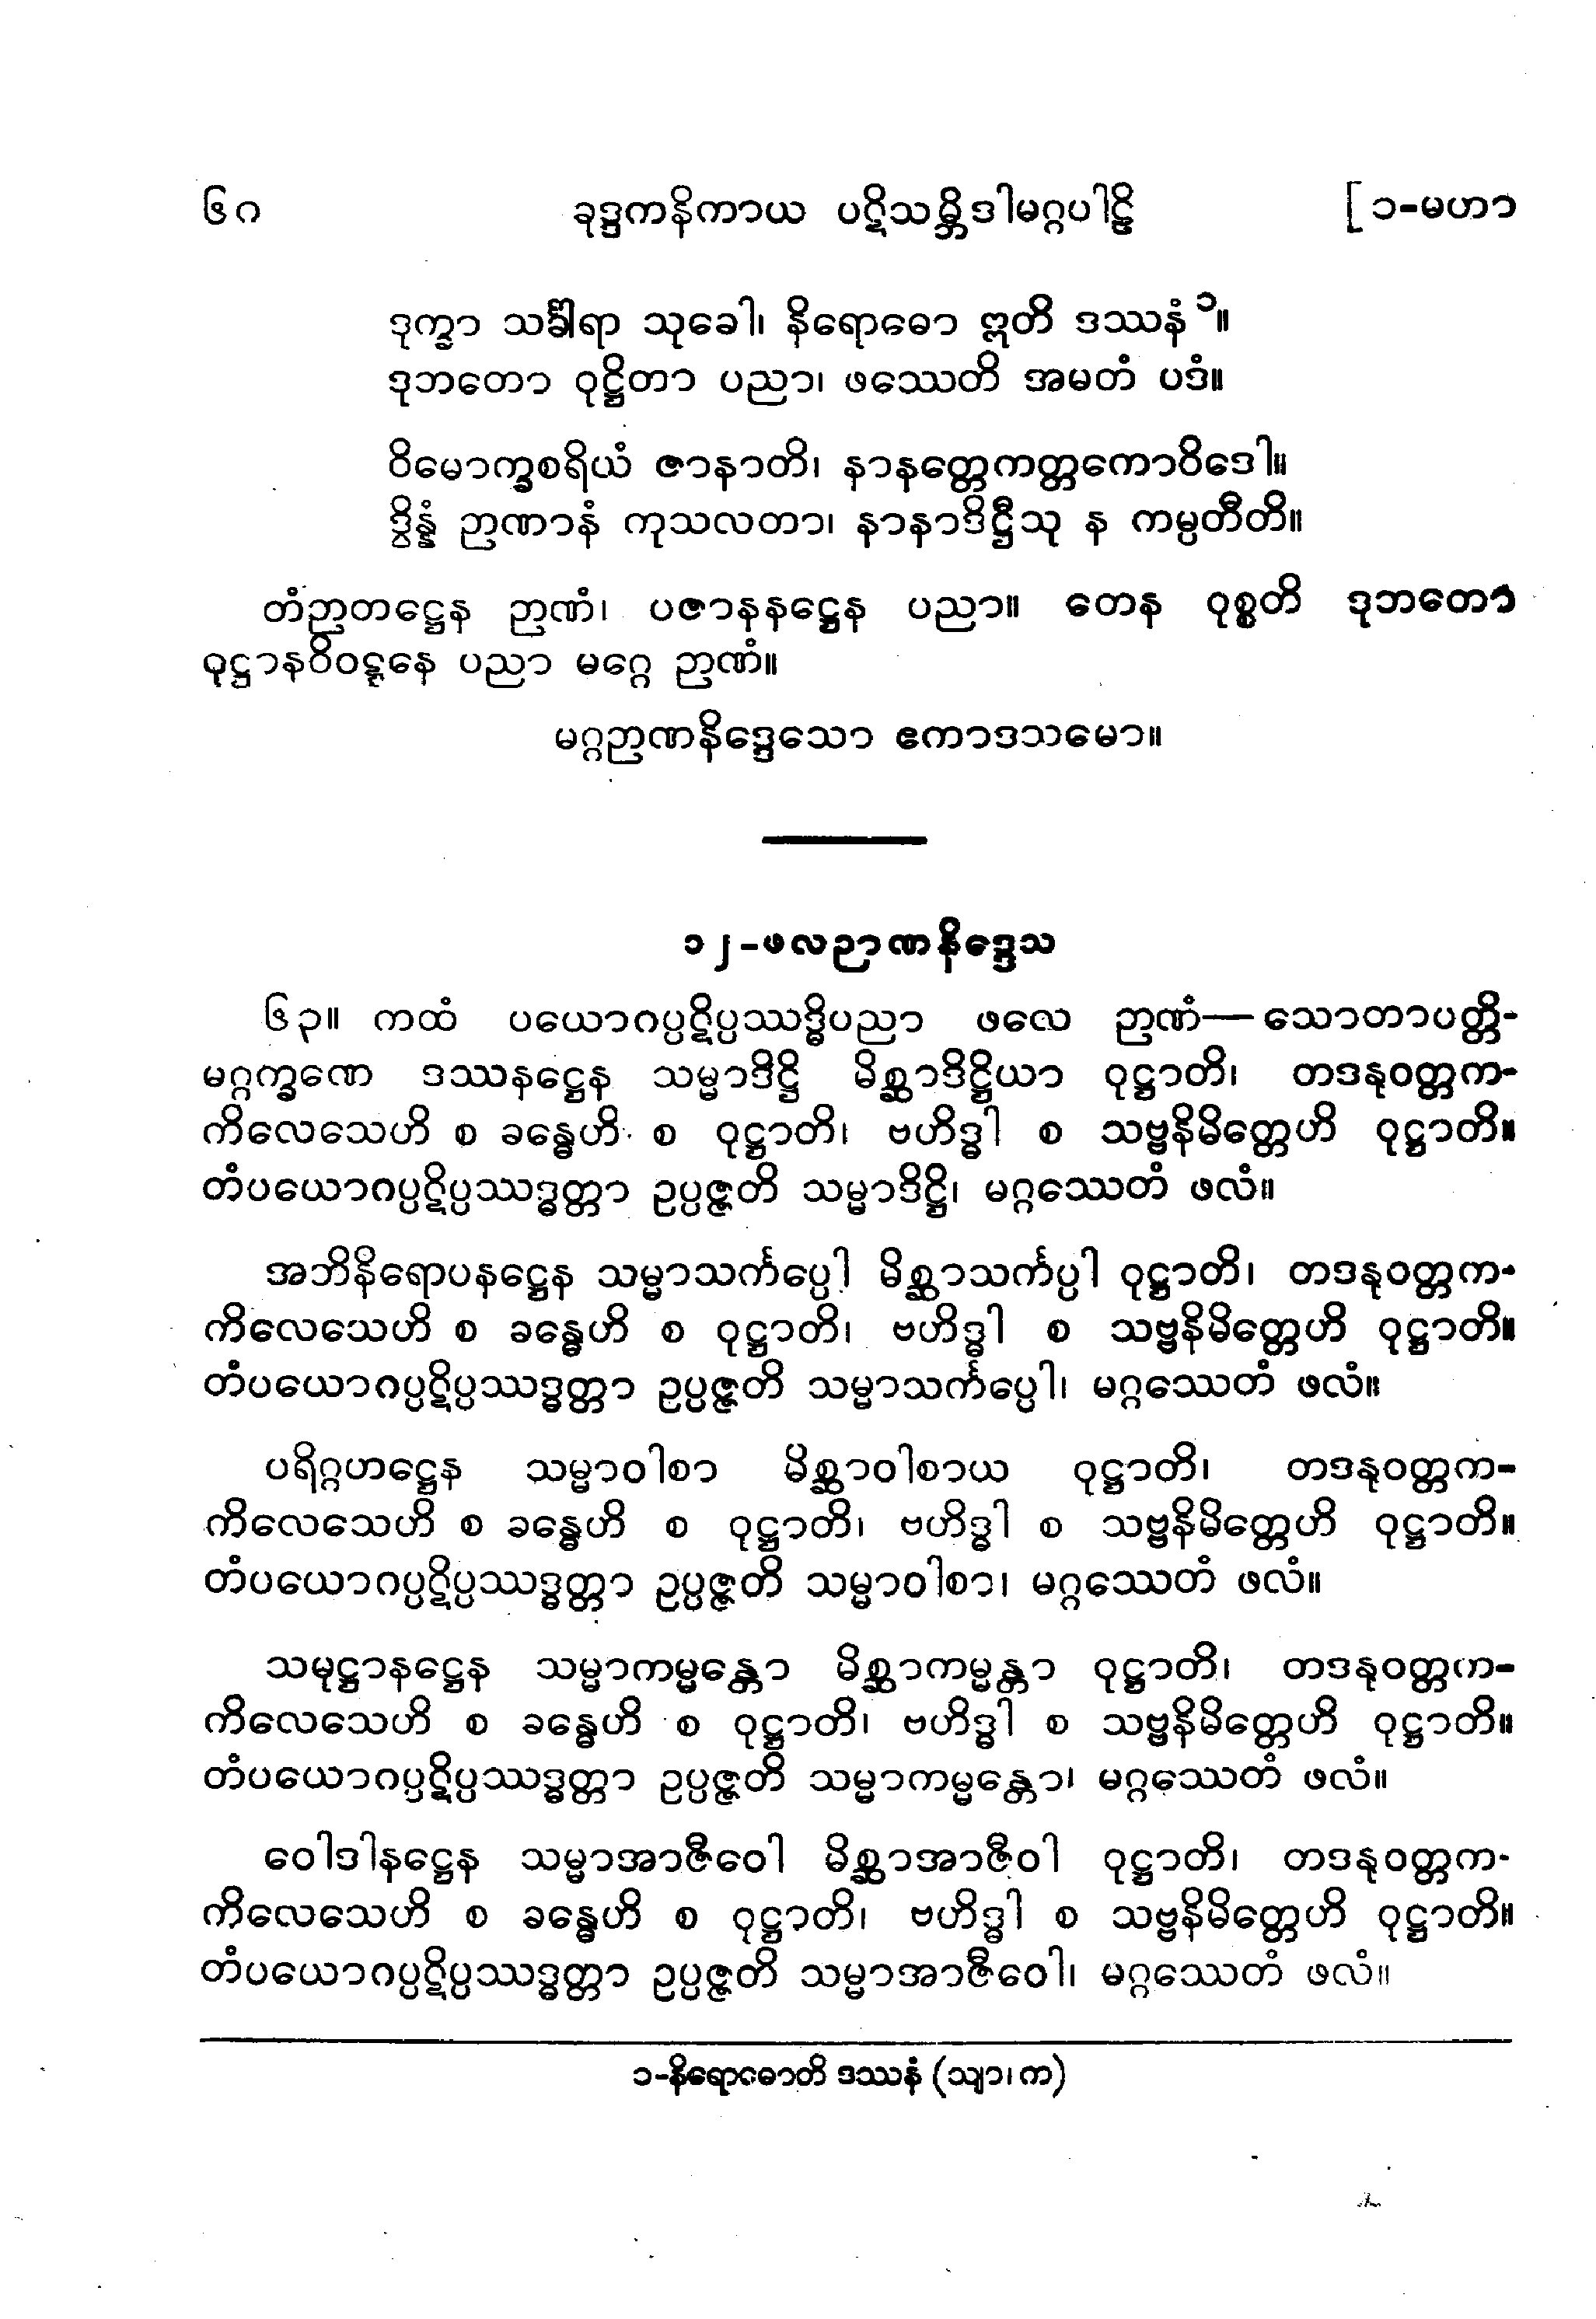 ၆၈ ခုဒ္ဒကနိကာယ ပဋိသမ္ဘိဒါမဂ္ဂပါဠိ [ ၁-မဟာ
ဒုက္ခာ သင်္ခါရာ သုခေါ၊ နိရောဓော ဣတိ ဒဿနံ ၁။
ဒုဘတော ဝုဋ္ဌိတာ ပညာ၊ ဖဿေတိ အမတံ ပဒံ။
ဝိမောက္ခစရိယံ ဇာနာတိ၊ နာနတ္တေကတ္တကောဝိဒေါ။
ဒွိန္နံ ဉာဏာနံ ကုသလတာ၊ နာနာဒိဋ္ဌီသု န ကမ္ပတီတိ။
တံဉာတဋ္ဌေန ဉာဏံ၊ ပဇာနနဋ္ဌေန ပညာ။ တေန ဝုစ္စတိ ဒုဘတော
ဝုဋ္ဌာနဝိဝဋ္ဋနေ ပညာ မဂ္ဂေ ဉာဏံ။
မဂ္ဂဉာဏနိဒ္ဒေသော ဧကာဒသမော။
၁၂-ဖလဉာဏနိဒ္ဒေသ
၆၃။ ကထံ ပယောဂပ္ပဋိပ္ပဿဒ္ဓိပညာ ဖလေ ဉာဏံ— သောတာပတ္တိ-
မဂ္ဂက္ခဏေ ဒဿနဋ္ဌေန သမ္မာဒိဋ္ဌိ မိစ္ဆာဒိဋ္ဌိယာ ဝုဋ္ဌာတိ၊ တဒနုဝတ္တက-
ကိလေသေဟိ စ ခန္ဓေဟိ စ ဝုဋ္ဌာတိ၊ ဗဟိဒ္ဓါ စ သဗ္ဗနိမိတ္တေဟိ ဝုဋ္ဌာတိ။
တံပယောဂပ္ပဋိပ္ပဿဒ္ဓတ္တာ ဥပ္ပဇ္ဇတိ သမ္မာဒိဋ္ဌိ၊ မဂ္ဂဿေတံ ဖလံ။
အဘိနိရောပနဋ္ဌေန သမ္မာသင်္ကပ္ပေါ မိစ္ဆာသင်္ကပ္ပါ ဝုဋ္ဌာတိ၊ တဒနုဝတ္တက-
ကိလေသေဟိ စ ခန္ဓေဟိ စ ဝုဋ္ဌာတိ၊ ဗဟိဒ္ဓါ စ သဗ္ဗနိမိတ္တေဟိ ဝုဋ္ဌာတိ။
တံပယောဂပ္ပဋိပ္ပဿဒ္ဓတ္တာ ဥပ္ပဇ္ဇတိ သမ္မာသင်္ကပ္ပေါ၊ မဂ္ဂဿေတံ ဖလံ။
ပရိဂ္ဂဟဋ္ဌေန သမ္မာဝါစာ မိစ္ဆာဝါစာယ ဝုဋ္ဌာတိ၊ တဒနုဝတ္တက-
ကိလေသေဟိ စ ခန္ဓေဟိ စ ဝုဋ္ဌာတိ၊ ဗဟိဒ္ဓါ စ သဗ္ဗနိမိတ္တေဟိ ဝုဋ္ဌာတိ။
တံပယောဂပ္ပဋိပ္ပဿဒ္ဓတ္တာ ဥပ္ပဇ္ဇတိ သမ္မာဝါစာ၊ မဂ္ဂဿေတံ ဖလံ။
သမုဋ္ဌာနဋ္ဌေန သမ္မာကမ္မန္တော မိစ္ဆာကမ္မန္တာ ဝုဋ္ဌာတိ၊ တဒနုဝတ္တက-
ကိလေသေဟိ စ ခန္ဓေဟိ စ ဝုဋ္ဌာတိ၊ ဗဟိဒ္ဓါ စ သဗ္ဗနိမိတ္တေဟိ ဝုဋ္ဌာတိ။
တံပယောဂပ္ပဋိပ္ပဿဒ္ဓတ္တာ ဥပ္ပဇ္ဇတိ သမ္မာကမ္မန္တော၊ မဂ္ဂဿေတံ ဖလံ။
ဝေါဒါနဋ္ဌေန သမ္မာအာဇီဝေါ မိစ္ဆာအာဇီဝါ ဝုဋ္ဌာတိ၊ တဒနုဝတ္တက-
ကိလေသေဟိ စ ခန္ဓေဟိ စ ဝုဋ္ဌာတိ၊ ဗဟိဒ္ဓါ စ သဗ္ဗနိမိတ္တေဟိ ဝုဋ္ဌာတိ။
တံပယောဂပ္ပဋိပ္ပဿဒ္ဓတ္တာ ဥပ္ပဇ္ဇတိ သမ္မာအာဇီဝေါ၊ မဂ္ဂဿေတံ ဖလံ။
၁-နိရောဓောတိ ဒဿနံ (သျာ၊ က)